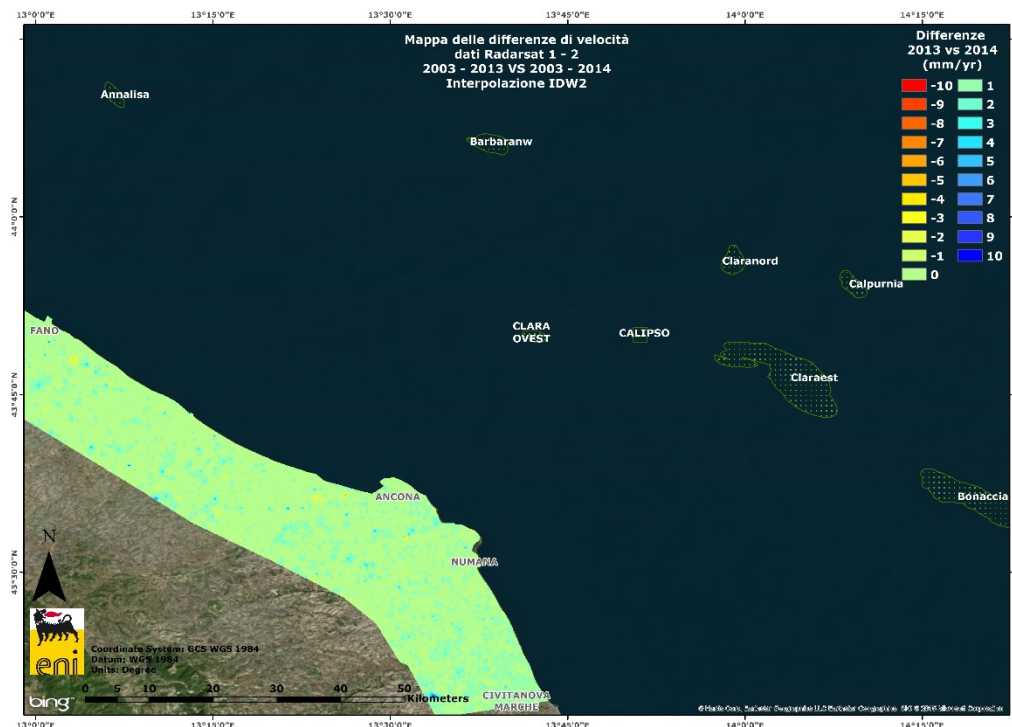 13°0'0"E
13°15'0"E
13°30'0"E
13°45'0"E
14°0'0"E
14°15'0"E
Mappa delle differenze di velocità
dati Radarsat 1 - 2
2003 - 2013 VS 2003 - 2014
Interpolazione IDW2
Differenze
2013 vs 2014
(mm/yr)
-10 1
-9 2
-8 3
-7 4
-6 5
-5 6
-4 7
-3 8
-2 9
-1 10
0
Annalisa
Barbaranw
44°0'0"N
Claranord
Calpurnia
CLARA
OVEST
CALIPSO
FANO
Claraest
43°45'0"N
ANCONA
Bonaccia
N
NUMANA
43°30'0"N
eni
Coordinate System: GCS WGS 1984
Datum: WGS 1984
Units: Degree
0 5 10 20 30 40 50
Kilometers
bing
CIVITANOVA
MARCHE
13°0'0"E
13°15'0"E
13°30'0"E
13°45'0"E
14°0'0"E
14°15'0"E